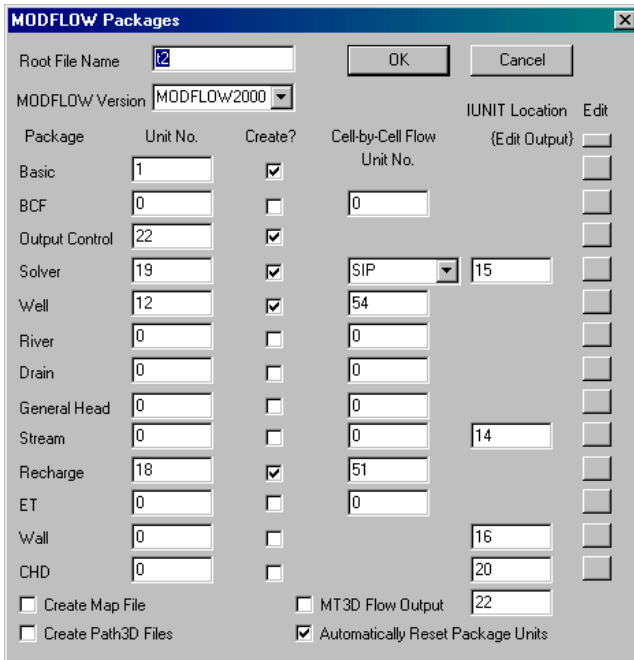 MODFLOW Packages
Root File Name t2 OK Cancel
MODFLOW Version MODFLOW2000 IUNIT Location Edit
Package Unit No. Create? Cell-by-Cell Flow {Edit Output}
Unit No.
Basic 1
BCF 0 0
Output Control 22
Solver 19 SIP 15
Well 12 54
River 0 0
Drain 0 0
General Head 0 0
Stream 0 0 14
Recharge 18 51
ET 0 0
Wall 0 16
CHD 0 20
Create Map File MT3D Flow Output 22
Create Path3D Files Automatically Reset Package Units